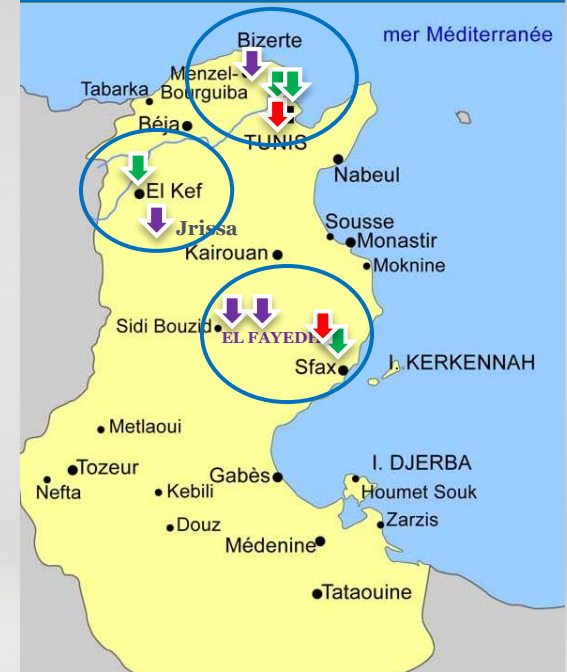 Bizerte
mer Méditerranée
Menzel-
Bourguiba
Tabarka
Béja
TUNIS
Nabeul
El Kef
Jrissa
Sousse
Monastir
Kairouan
Moknine
Sidi Bouzid
EL
Sfax
I. KERKENNAH
Metlaoui
Tozeur
Nefta
Kebili
Gabès
I. DJERBA
Houmet Souk
Douz
Zarzis
Médenine
Tataouine